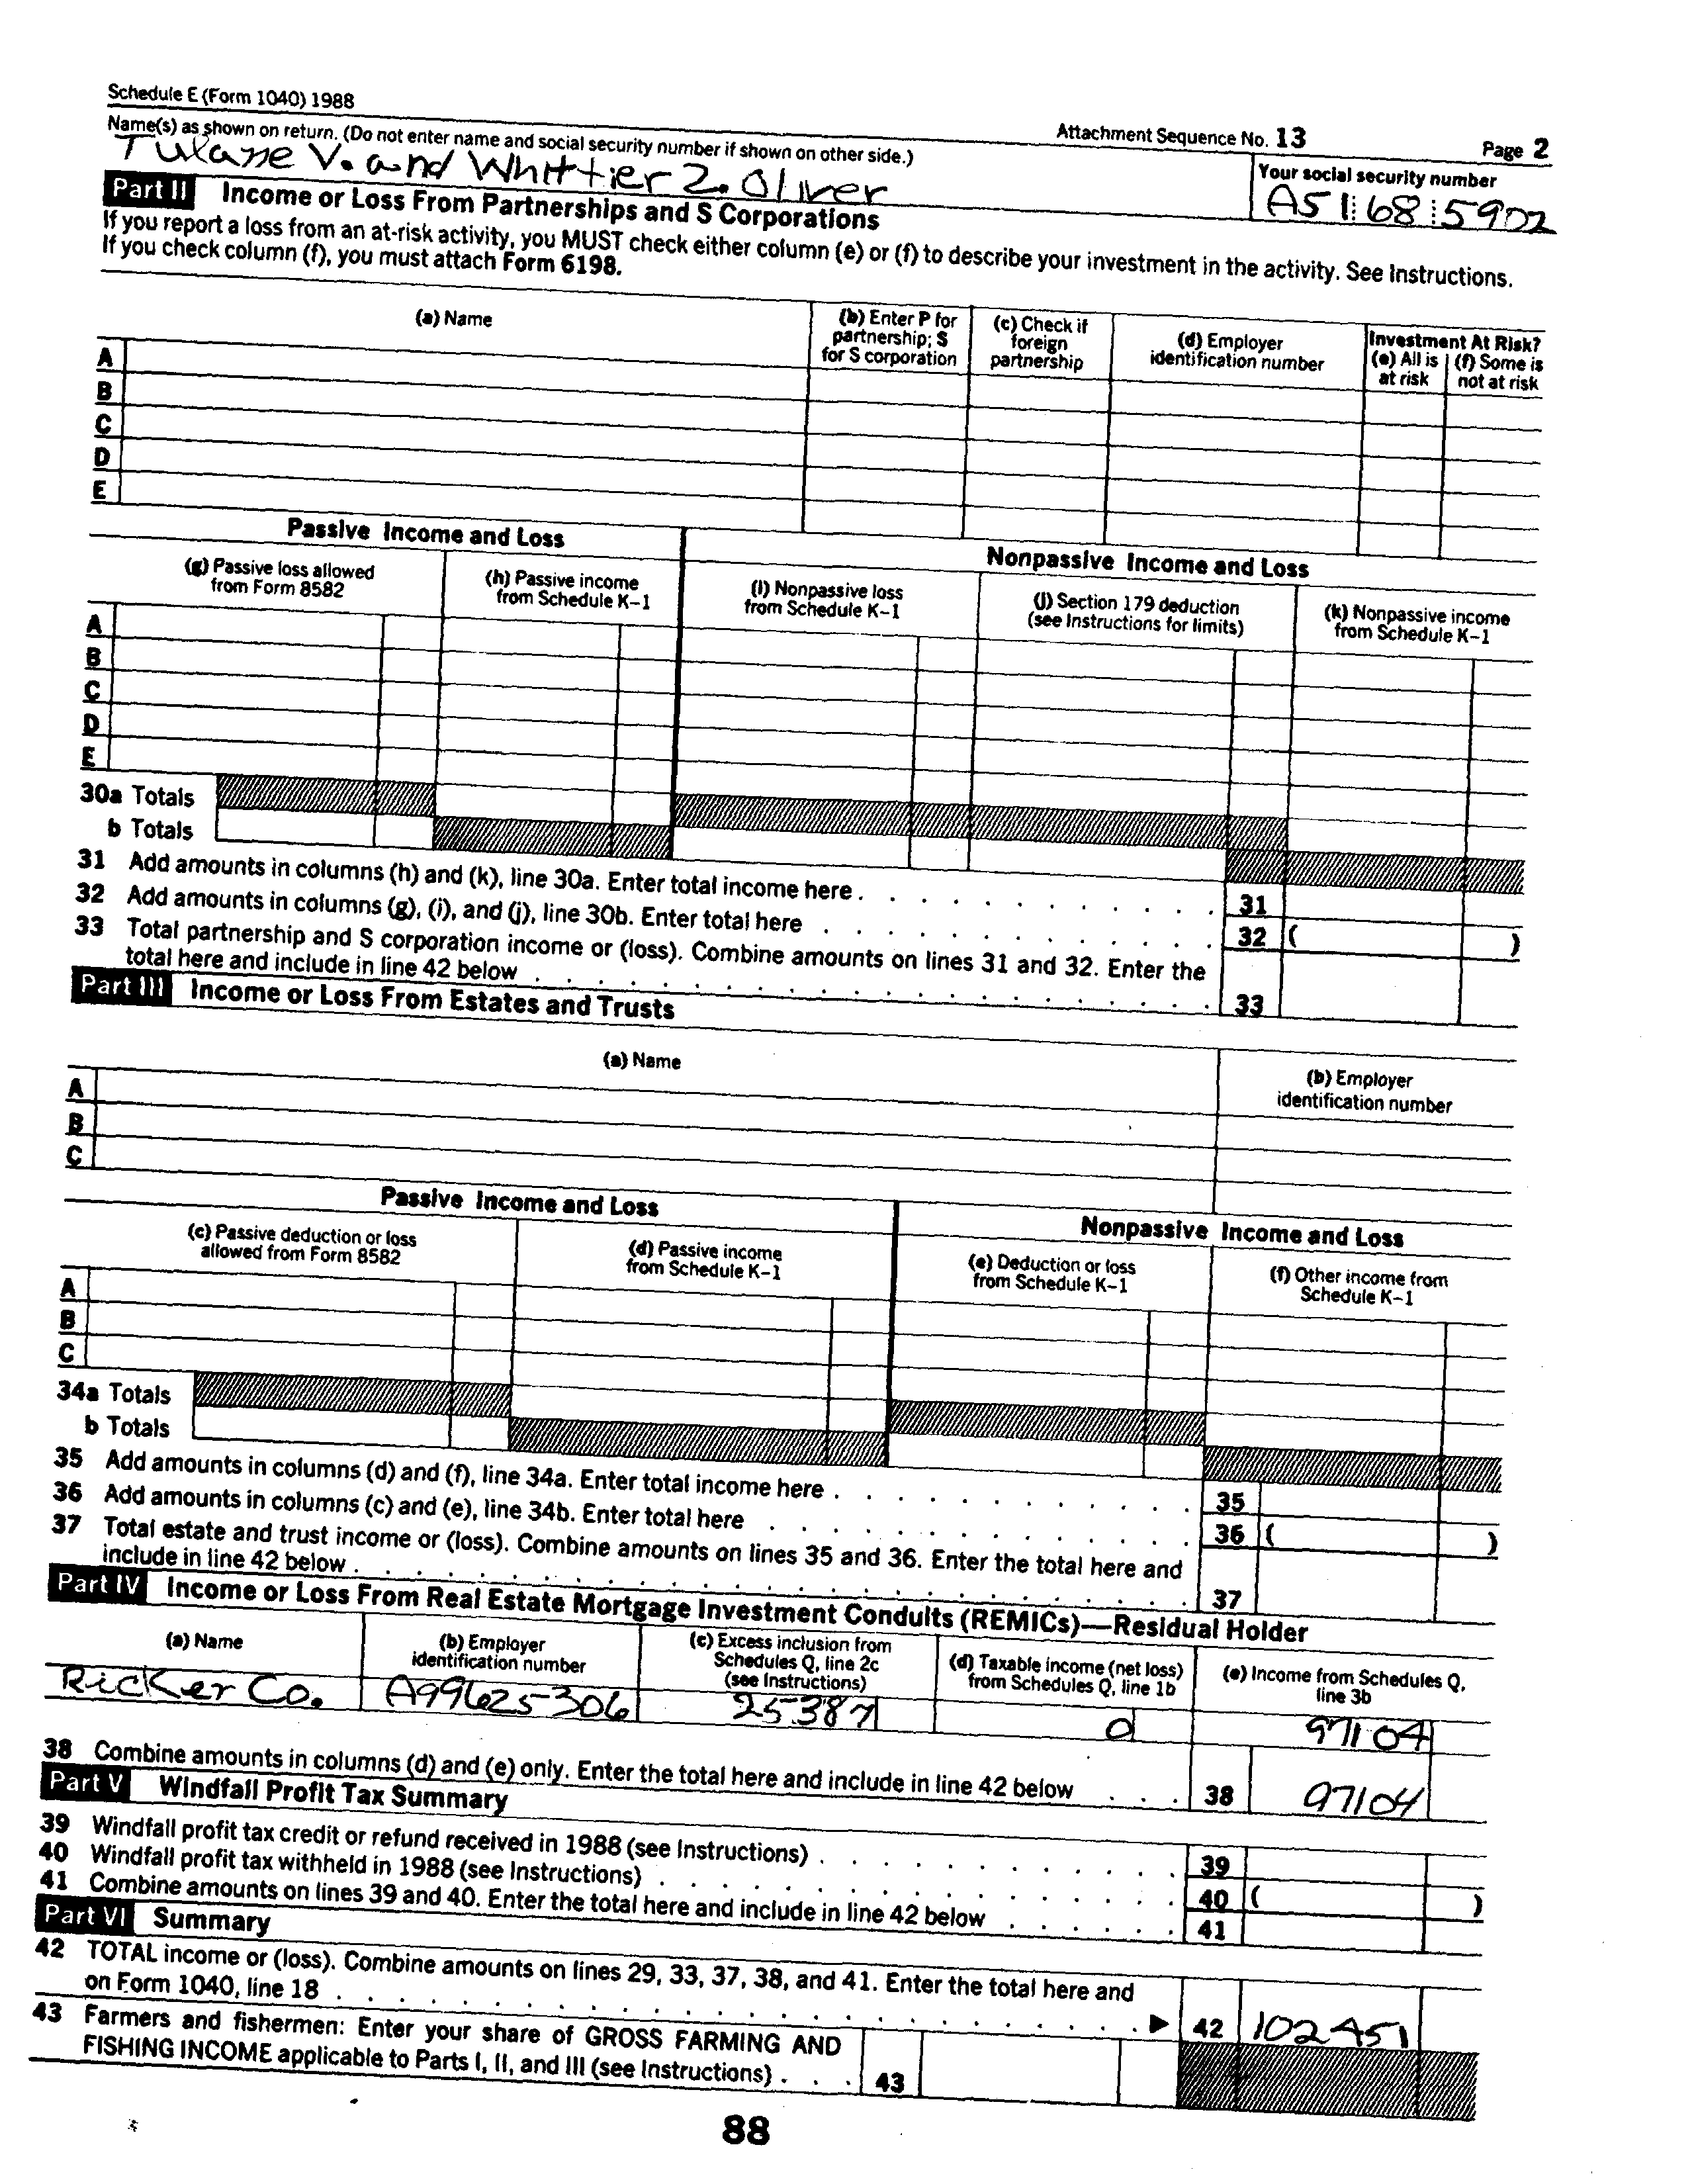 Schedule E (Form 1040) 1988
Attachment Sequence No. 13
Page 2
Name(s) as shown on return. (Do not enter name and social security number if shown on other side.)
Your social security number
Tulane V. and Whittier Z. Oliver
A51 68 5902
Part II Income or Loss From Partnerships and S Corporations
If you report a loss from an at-risk activity, you MUST check either column (e) or (f) to describe your investment in the activity. See Instructions.
If you check column (f), you must attach Form 6198.
(a) Name
(b) Enter P for partnership; S for S corporation
(c) Check if foreign partnership
(d) Employer identification number
Investment At Risk?
(e) All is at risk
(f) Some is not at risk
A
B
C
D
E
Passive Income and Loss
Nonpassive Income and Loss
(g) Passive loss allowed from Form 8582
(h) Passive income from Schedule K-1
(i) Nonpassive loss from Schedule K-1
(j) Section 179 deduction (see Instructions for limits)
(k) Nonpassive income from Schedule K-1
A
B
C
D
E
30a Totals
b Totals
31 Add amounts in columns (h) and (k), line 30a. Enter total income here . . . . . . . . . . . . 31
32 Add amounts in columns (g), (i), and (j), line 30b. Enter total here . . . . . . . . . . . . . 32 ( )
33 Total partnership and S corporation income or (loss). Combine amounts on lines 31 and 32. Enter the
total here and include in line 42 below . . . . . . . . . . . . . . . . . . . . . . 33
Part III Income or Loss From Estates and Trusts
(a) Name
(b) Employer identification number
A
B
C
Passive Income and Loss
Nonpassive Income and Loss
(c) Passive deduction or loss allowed from Form 8582
(d) Passive income from Schedule K-1
(e) Deduction or loss from Schedule K-1
(f) Other income from Schedule K-1
A
B
C
34a Totals
b Totals
35 Add amounts in columns (d) and (f), line 34a. Enter total income here . . . . . . . . . . . . 35
36 Add amounts in columns (c) and (e), line 34b. Enter total here . . . . . . . . . . . . . . 36 ( )
37 Total estate and trust income or (loss). Combine amounts on lines 35 and 36. Enter the total here and
include in line 42 below . . . . . . . . . . . . . . . . . . . . . . . . . . . 37
Part IV Income or Loss From Real Estate Mortgage Investment Conduits (REMICs)—Residual Holder
(a) Name
(b) Employer identification number
(c) Excess inclusion from Schedules Q, line 2c (see Instructions)
(d) Taxable income (net loss) from Schedules Q, line 1b
(e) Income from Schedules Q, line 3b
Ricker Co. A99625306 25387 0 97104
38 Combine amounts in columns (d) and (e) only. Enter the total here and include in line 42 below . . . 38 97104
Part V Windfall Profit Tax Summary
39 Windfall profit tax credit or refund received in 1988 (see Instructions) . . . . . . . . . . . . 39
40 Windfall profit tax withheld in 1988 (see Instructions) . . . . . . . . . . . . . . . . . 40 ( )
41 Combine amounts on lines 39 and 40. Enter the total here and include in line 42 below . . . . . . 41
Part VI Summary
42 TOTAL income or (loss). Combine amounts on lines 29, 33, 37, 38, and 41. Enter the total here and
on Form 1040, line 18 . . . . . . . . . . . . . . . . . . . . . . . . . . ▶ 42 102451
43 Farmers and fishermen: Enter your share of GROSS FARMING AND
FISHING INCOME applicable to Parts I, II, and III (see Instructions) . . . 43
88